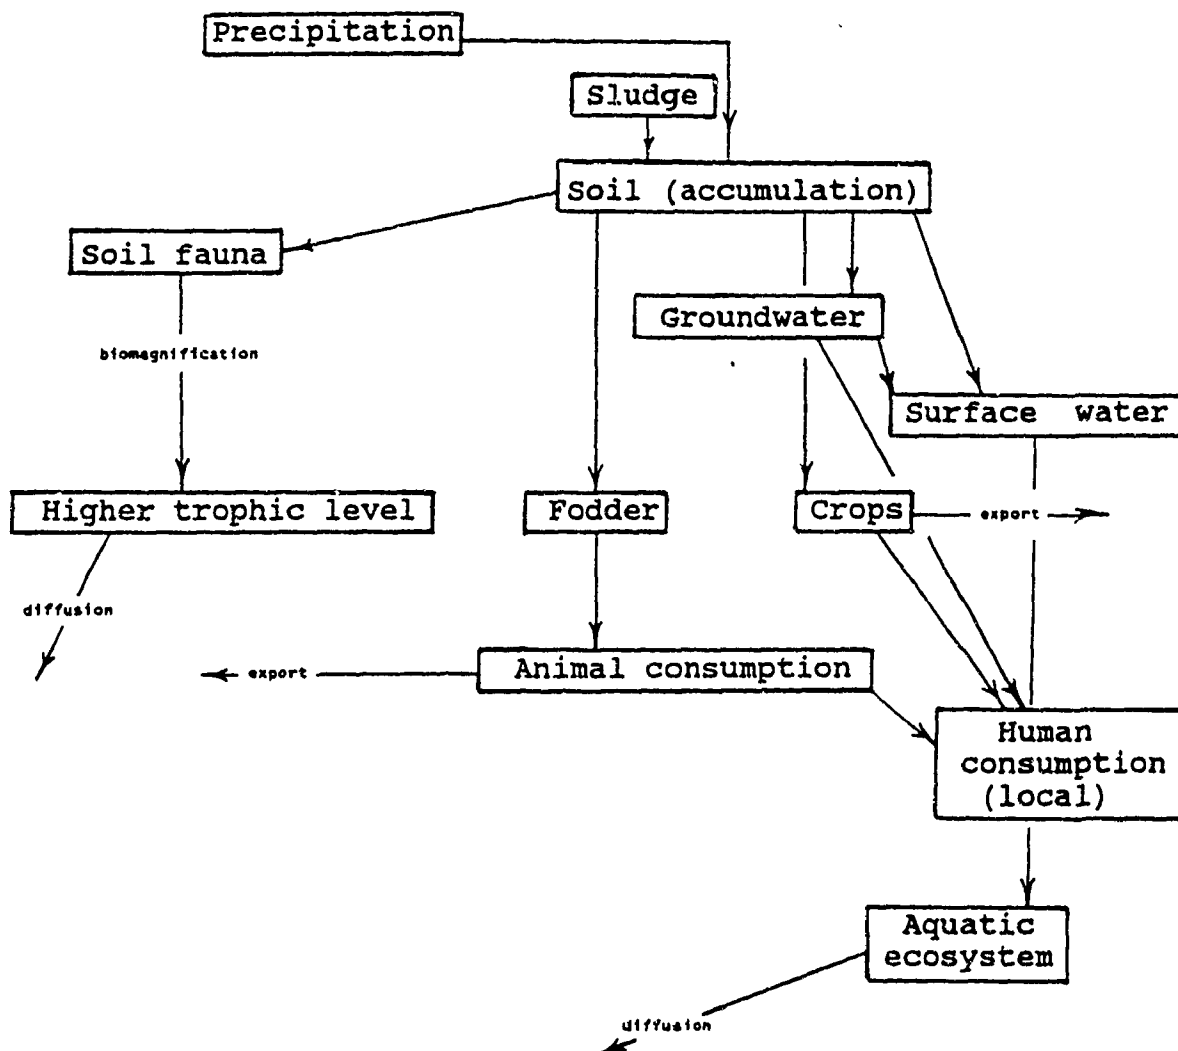 Precipitation
Sludge
Soil (accumulation)
Soil fauna
Groundwater
biomagnification
Surface water
Higher trophic level
Fodder
Crops
export
diffusion
Animal consumption
export
Human
consumption
(local)
Aquatic
ecosystem
diffusion